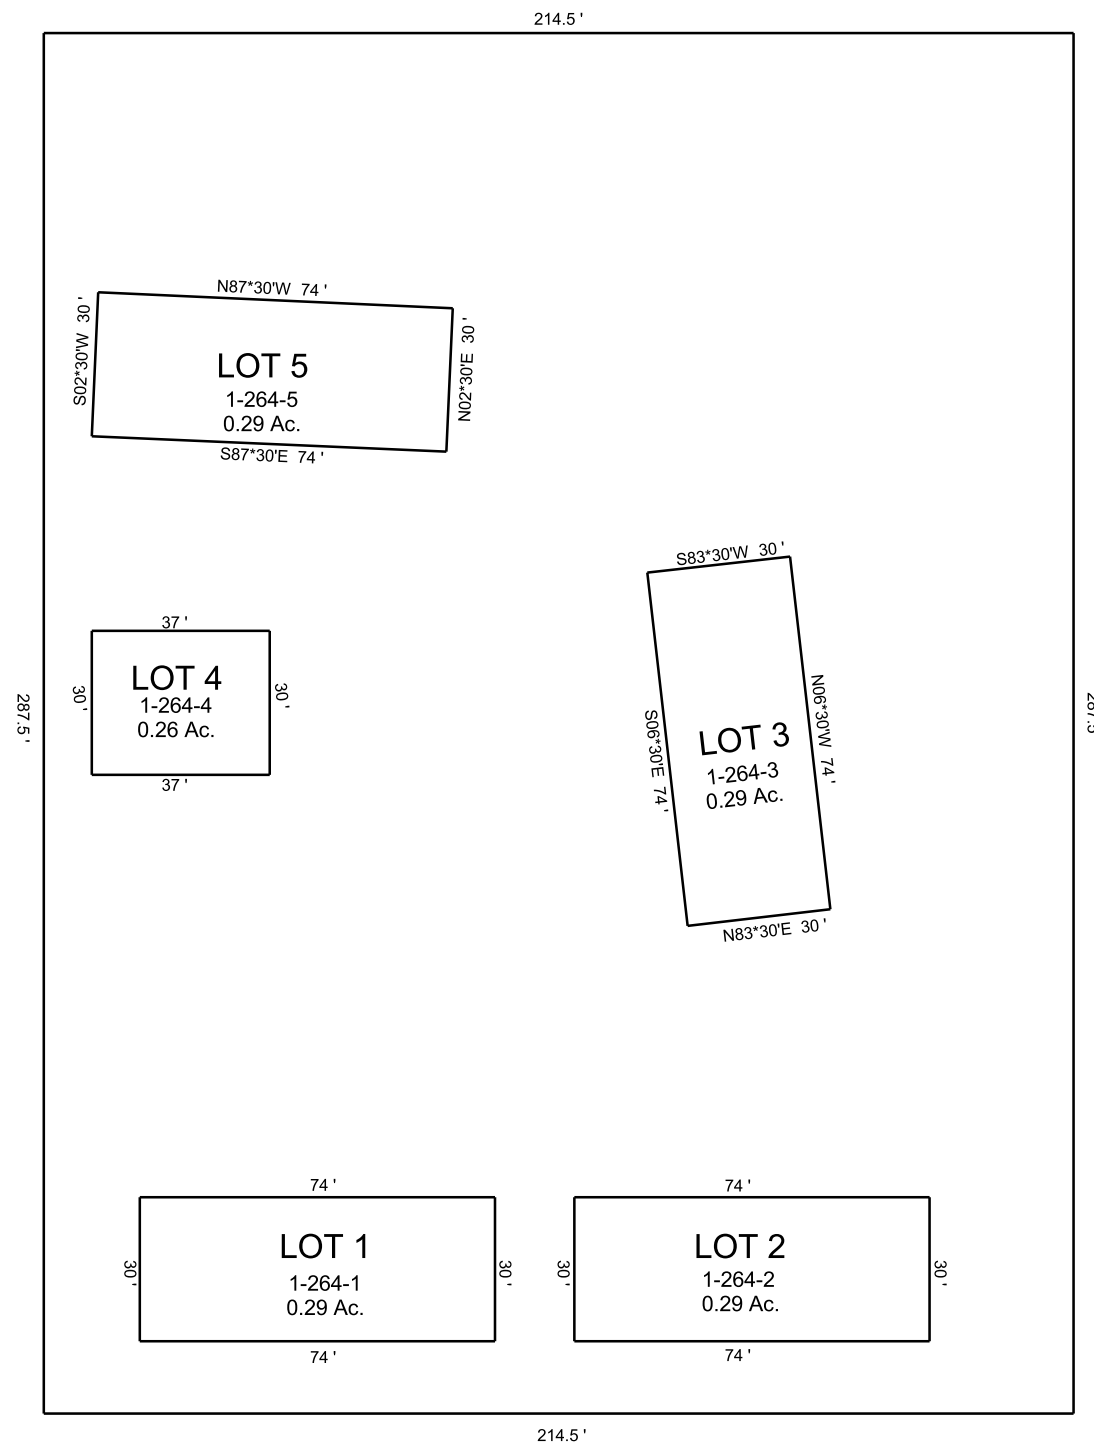 214.5 '
N87*30'W 74 '
S02*30'W 30 '
N02*30'E 30 '
LOT 5
1-264-5
0.29 Ac.
S87*30'E 74 '
S83*30'W 30 '
37 '
LOT 4
1-264-4
0.26 Ac.
30 '
30 '
37 '
287.5 '
287.5
N06*30'W 74 '
S06*30'E 74 '
LOT 3
1-264-3
0.29 Ac.
N83*30'E 30 '
74 '
74 '
LOT 1
1-264-1
0.29 Ac.
30 '
30 '
LOT 2
1-264-2
0.29 Ac.
30 '
30 '
74 '
74 '
214.5 '